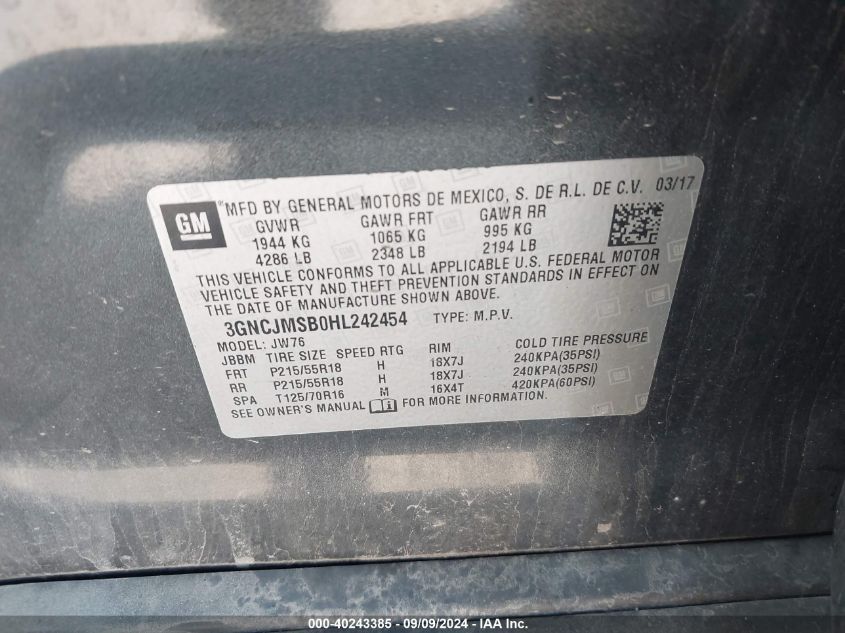 GM
®MFD BY GENERAL MOTORS DE MEXICO, S. DE R.L. DE C.V. 03/17
GVWR GAWR FRT GAWR RR
1944 KG 1065 KG 995 KG
4286 LB 2348 LB 2194 LB
THIS VEHICLE CONFORMS TO ALL APPLICABLE U.S. FEDERAL MOTOR
VEHICLE SAFETY AND THEFT PREVENTION STANDARDS IN EFFECT ON
THE DATE OF MANUFACTURE SHOWN ABOVE.
3GNCJMSB0HL242454 TYPE: M.P.V.
MODEL: JW76
JBBM TIRE SIZE SPEED RTG RIM COLD TIRE PRESSURE
FRT P215/55R18 H 18X7J 240KPA(35PSI)
RR P215/55R18 H 18X7J 240KPA(35PSI)
SPA T125/70R16 M 16X4T 420KPA(60PSI)
SEE OWNER'S MANUAL FOR MORE INFORMATION.
000-40243385 - 09/09/2024 - IAA Inc.